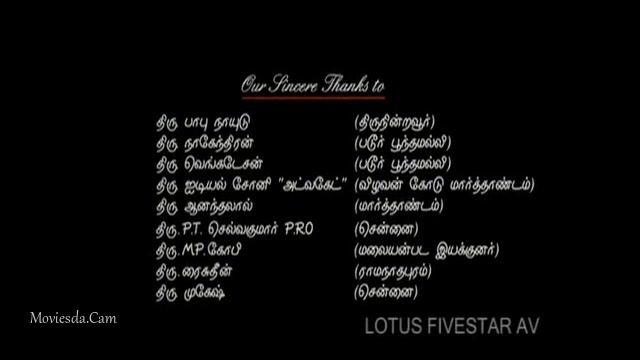 Our Sincere Thanks to
திரு பாபு நாயுடு (திருநின்றவூர்)
திரு நாகேந்திரன் (படூர் பூந்தமல்லி)
திரு வெங்கடேசன் (படூர் பூந்தமல்லி)
திரு ஐடியல் சோனி "அட்வகேட்" (விழவன் கோடு மார்த்தாண்டம்)
திரு ஆனந்தலால் (மார்த்தாண்டம்)
திரு.P.T. செல்வகுமார் P.R.O (சென்னை)
திரு.M.P.கோபி (மலையன்பட இயக்குனர்)
திரு.ரைசுதீன் (ராமநாதபுரம்)
திரு முகேஷ் (சென்னை)
Moviesda.Cam
LOTUS FIVESTAR AV